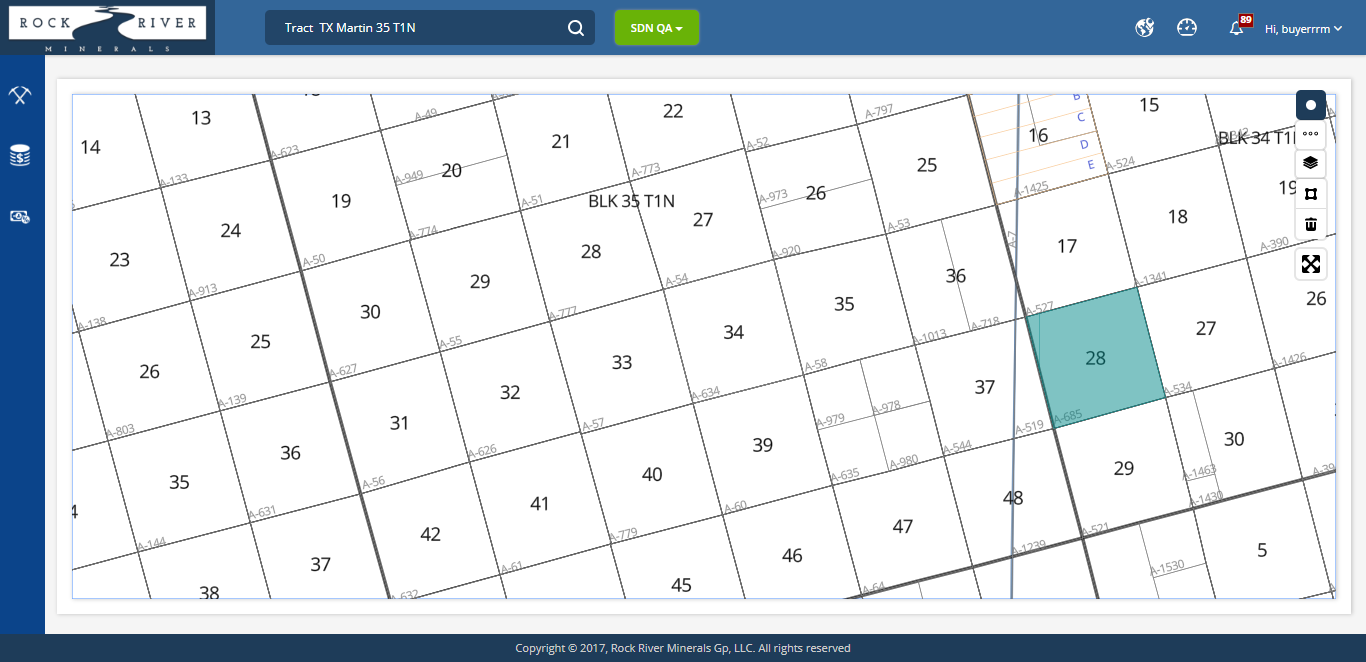 ROCK RIVER
MINERALS
Tract TX Martin 35 T1N
SDN QA
89
Hi, buyerrrm
13
22
15
B
14
A-49
A-797
C
21
16
BLK 34 T1
A-623
A-52
D
20
25
A-773
E
A-524
A-133
A-949
A-973
26
A-1425
19
19
A-51
BLK 35 T1N
24
27
A-53
18
A-774
A-7
17
23
28
A-50
A-920
A-390
29
A-54
36
A-1341
A-913
26
30
35
A-777
A-527
A-138
A-718
34
27
25
A-55
A-1013
28
26
33
A-58
A-1426
A-627
32
A-634
37
A-534
A-139
A-978
A-979
A-685
31
A-57
A-519
A-803
39
30
36
A-626
A-544
A-980
29
35
40
A-635
A-1463
A-39
A-56
41
48
A-1430
A-631
A-60
47
A-521
42
A-779
A-144
46
A-1239
5
37
A-61
A-1530
45
A-64
38
A-632
Copyright © 2017, Rock River Minerals Gp, LLC. All rights reserved